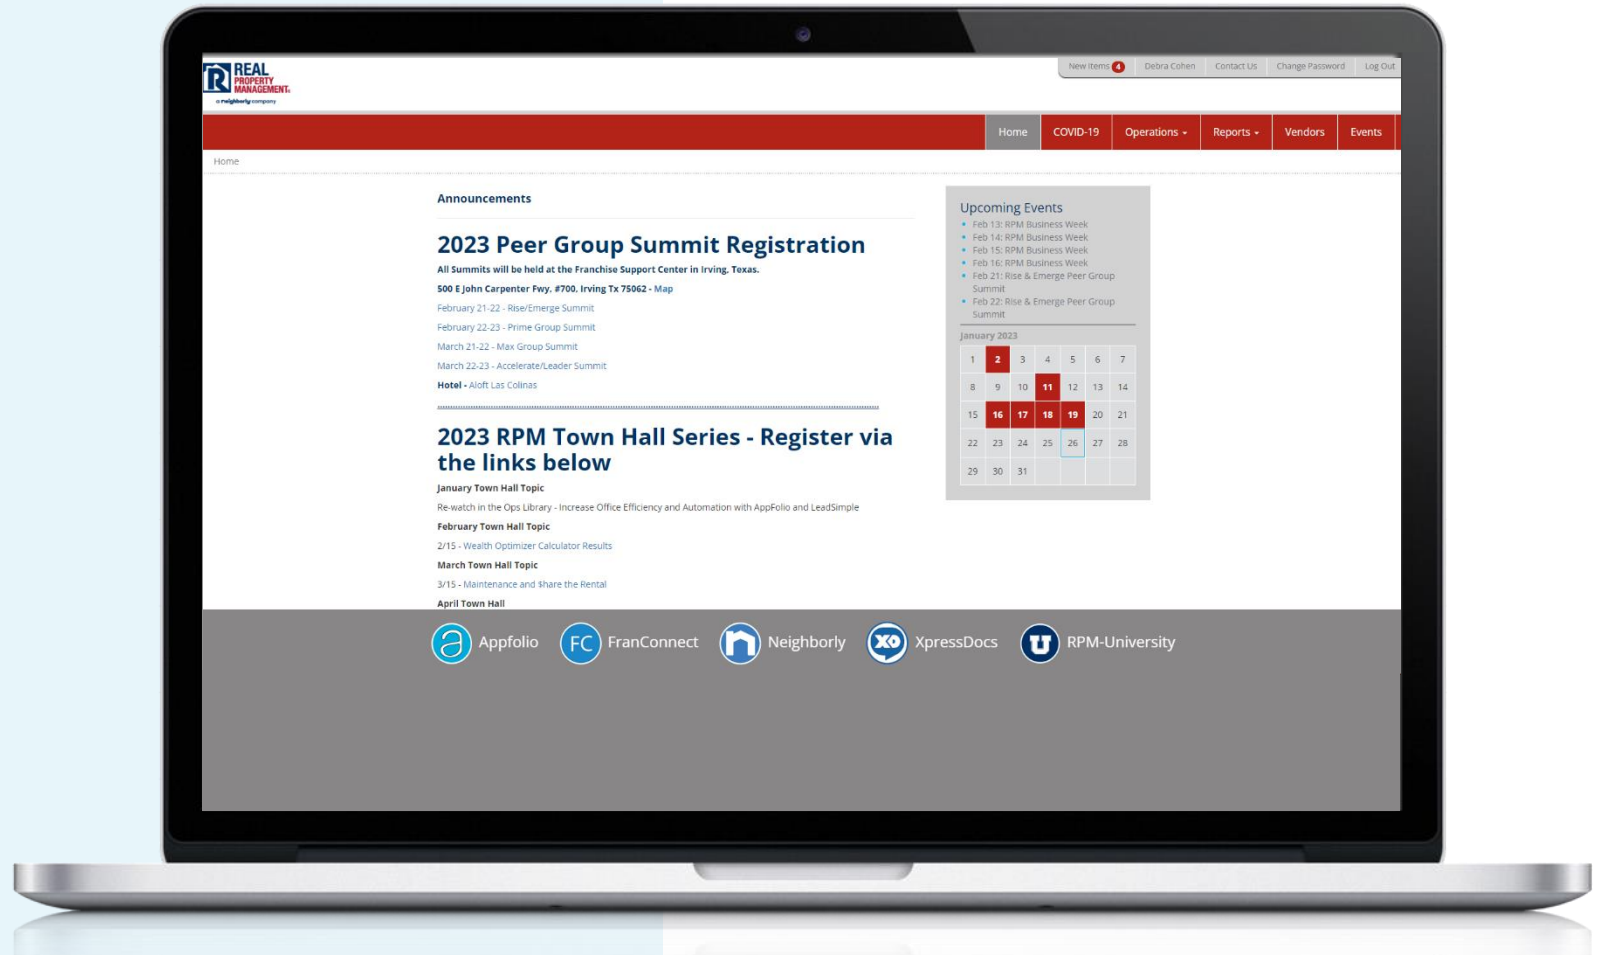 REAL
PROPERTY
MANAGEMENT
a neighborly company
New Items 4 Debra Cohen Contact Us Change Password Log Out
Home COVID-19 Operations Reports Vendors Events
Home
Announcements
2023 Peer Group Summit Registration
All Summits will be held at the Franchise Support Center in Irving, Texas.
500 E John Carpenter Fwy. #700, Irving Tx 75062 - Map
February 21-22 - Rise/Emerge Summit
February 22-23 - Prime Group Summit
March 21-22 - Max Group Summit
March 22-23 - Accelerate/Leader Summit
Hotel - Aloft Las Colinas
2023 RPM Town Hall Series - Register via
the links below
January Town Hall Topic
Re-watch in the Ops Library - Increase Office Efficiency and Automation with AppFolio and LeadSimple
February Town Hall Topic
2/15 - Wealth Optimizer Calculator Results
March Town Hall Topic
3/15 - Maintenance and $hare the Rental
April Town Hall
Upcoming Events
Feb 13: RPM Business Week
Feb 14: RPM Business Week
Feb 15: RPM Business Week
Feb 16: RPM Business Week
Feb 21: Rise & Emerge Peer Group
Summit
Feb 22: Rise & Emerge Peer Group
Summit
January 2023
1 2 3 4 5 6 7
8 9 10 11 12 13 14
15 16 17 18 19 20 21
22 23 24 25 26 27 28
29 30 31
a Appfolio FC FranConnect n Neighborly XO XpressDocs U RPM-University